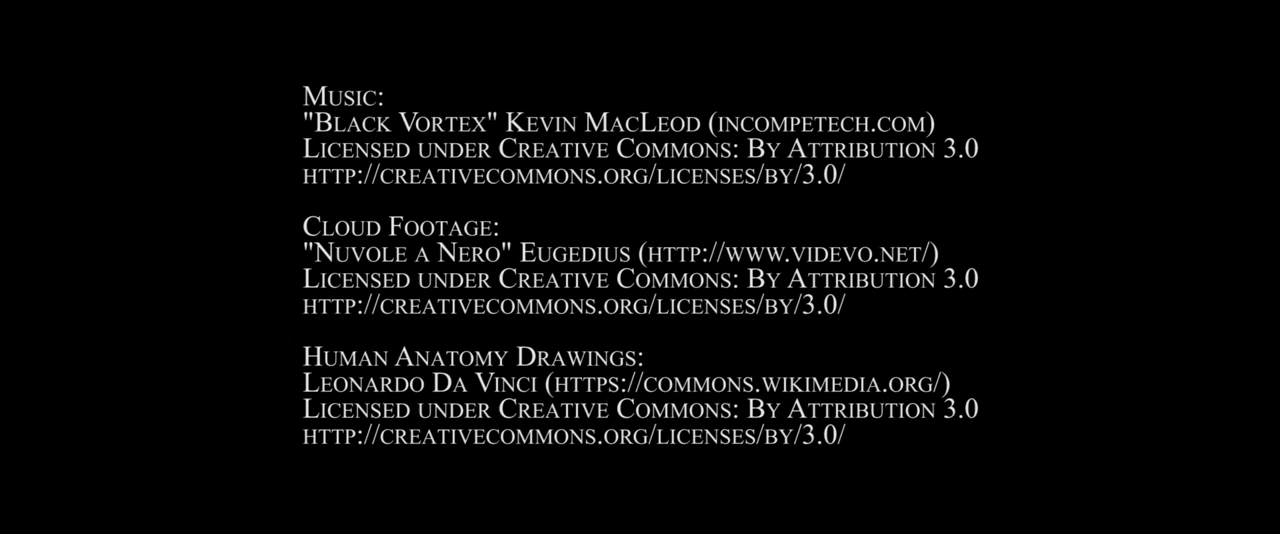 Music:
"Black Vortex" Kevin MacLeod (incompetech.com)
Licensed under Creative Commons: By Attribution 3.0
http://creativecommons.org/licenses/by/3.0/
Cloud Footage:
"Nuvole a Nero" Eugedius (http://www.videvo.net/)
Licensed under Creative Commons: By Attribution 3.0
http://creativecommons.org/licenses/by/3.0/
Human Anatomy Drawings:
Leonardo Da Vinci (https://commons.wikimedia.org/)
Licensed under Creative Commons: By Attribution 3.0
http://creativecommons.org/licenses/by/3.0/